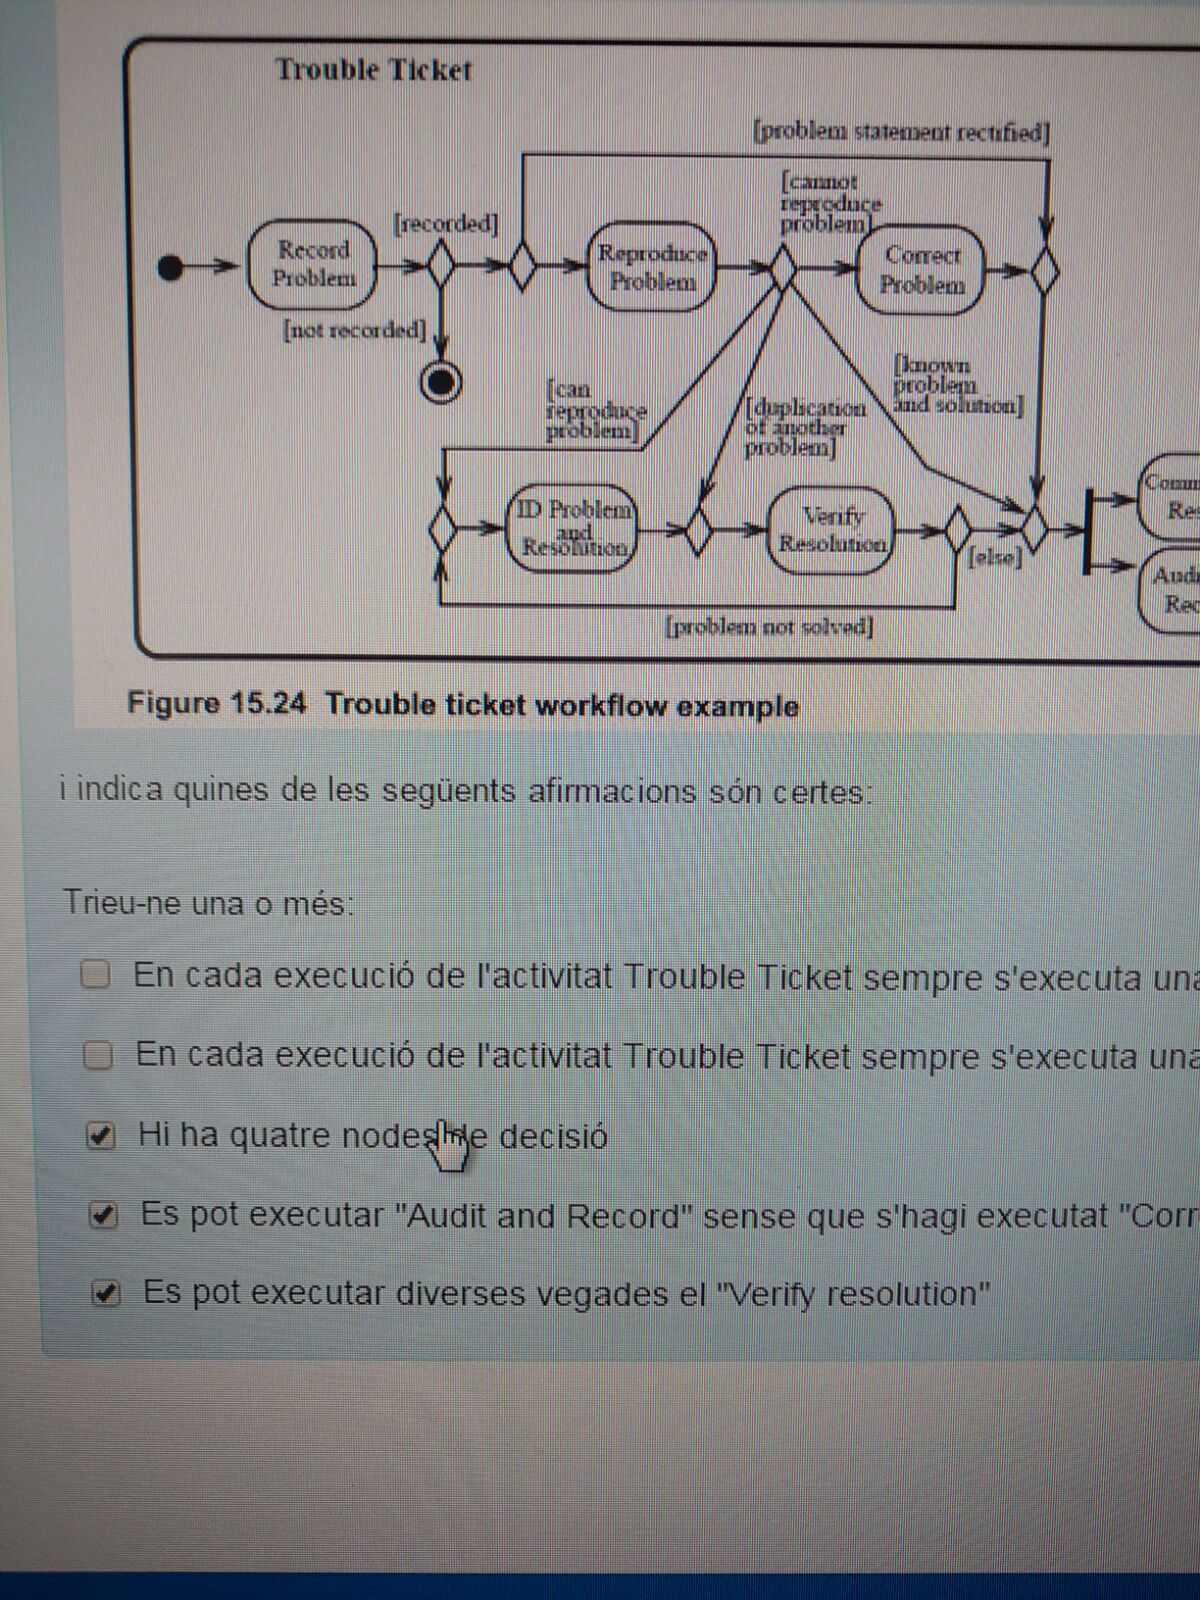 Trouble Ticket
[problem statement rectified]
[cannot
reproduce
problem]
[recorded]
Record
Problem
Reproduce
Problem
Correct
Problem
[not recorded]
[can
reproduce
problem]
[duplication
of another
problem]
[known
problem
and solution]
ID Problem
and
Resolution
Verify
Resolution
[else]
[problem not solved]
Figure 15.24 Trouble ticket workflow example
i indica quines de les següents afirmacions són certes:
Trieu-ne una o més:
En cada execució de l'activitat Trouble Ticket sempre s'executa una
En cada execució de l'activitat Trouble Ticket sempre s'executa una
Hi ha quatre nodes de decisió
Es pot executar "Audit and Record" sense que s'hagi executat "Corr
Es pot executar diverses vegades el "Verify resolution"